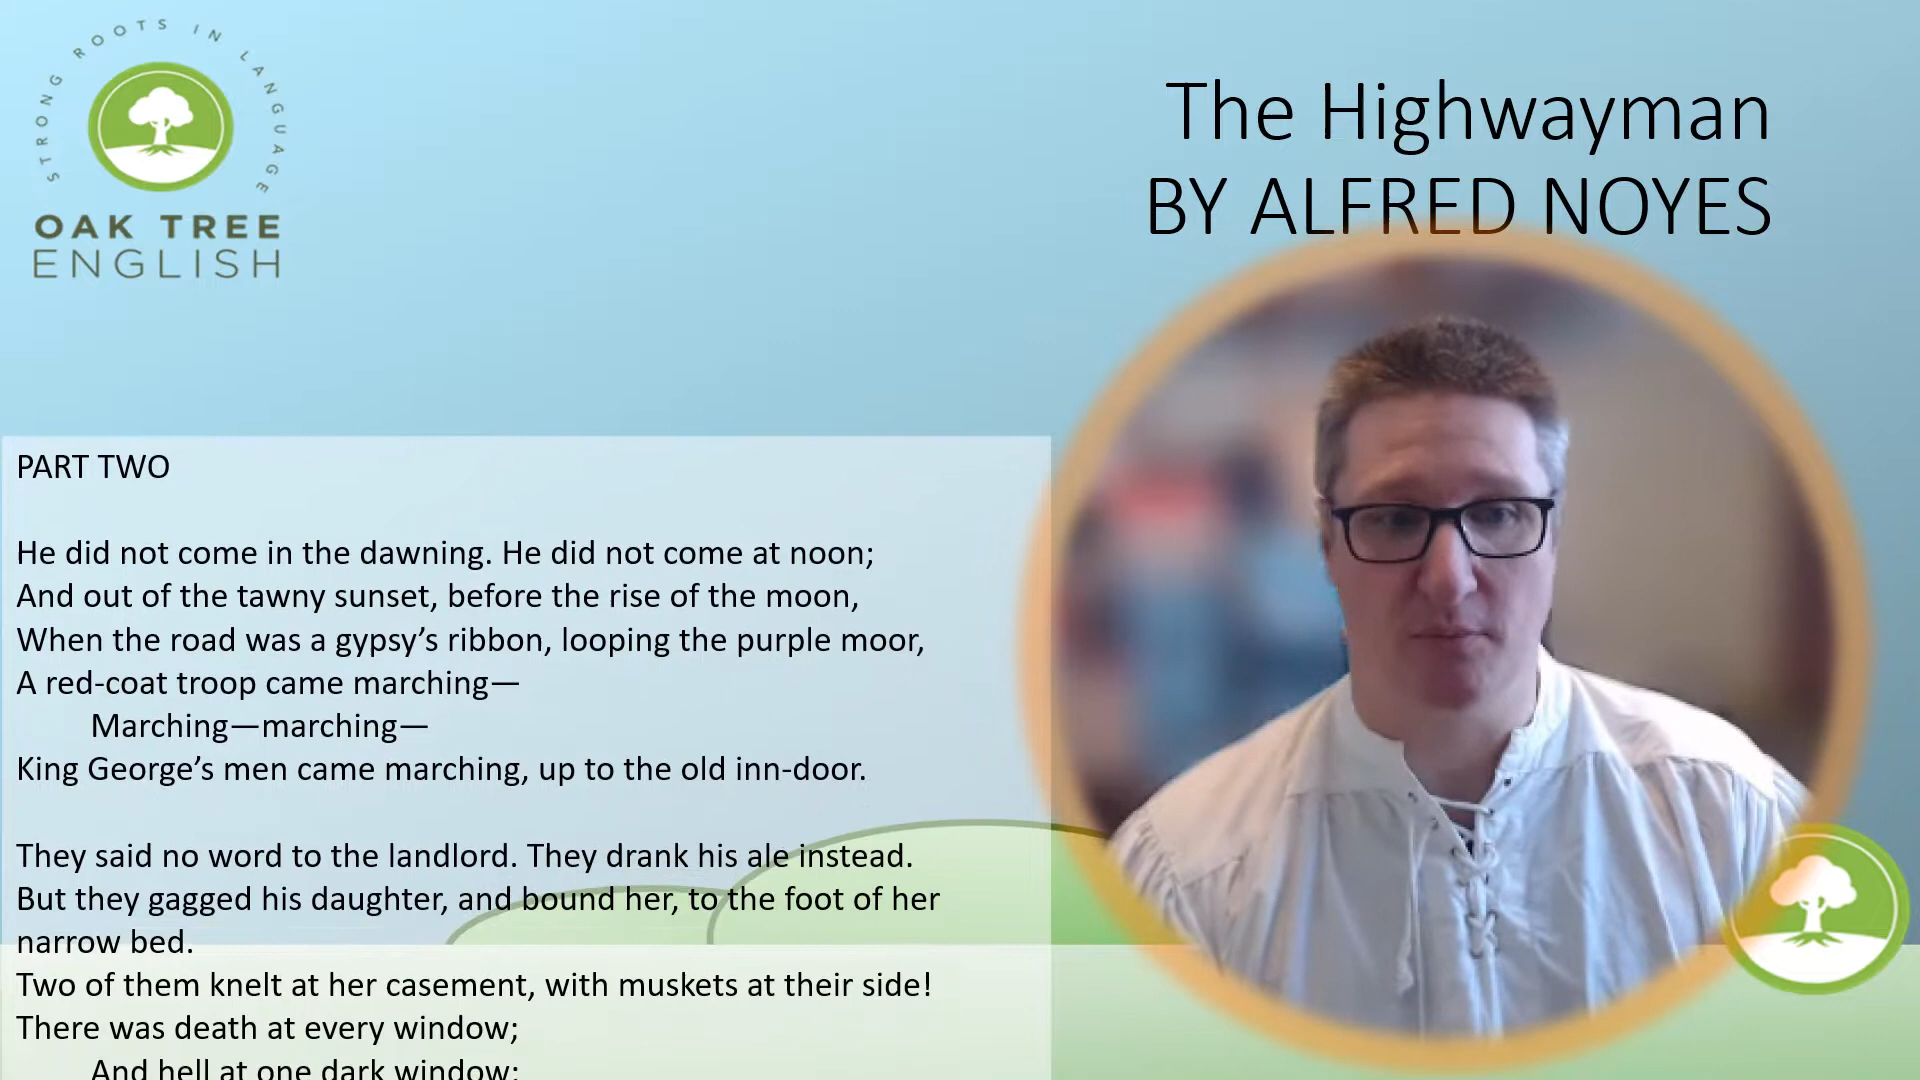 STRONG ROOTS IN LANGUAGE
OAK TREE
ENGLISH
The Highwayman
BY ALFRED NOYES
PART TWO
He did not come in the dawning. He did not come at noon;
And out of the tawny sunset, before the rise of the moon,
When the road was a gypsy’s ribbon, looping the purple moor,
A red-coat troop came marching—
Marching—marching—
King George’s men came marching, up to the old inn-door.
They said no word to the landlord. They drank his ale instead.
But they gagged his daughter, and bound her, to the foot of her
narrow bed.
Two of them knelt at her casement, with muskets at their side!
There was death at every window;
And hell at one dark window;